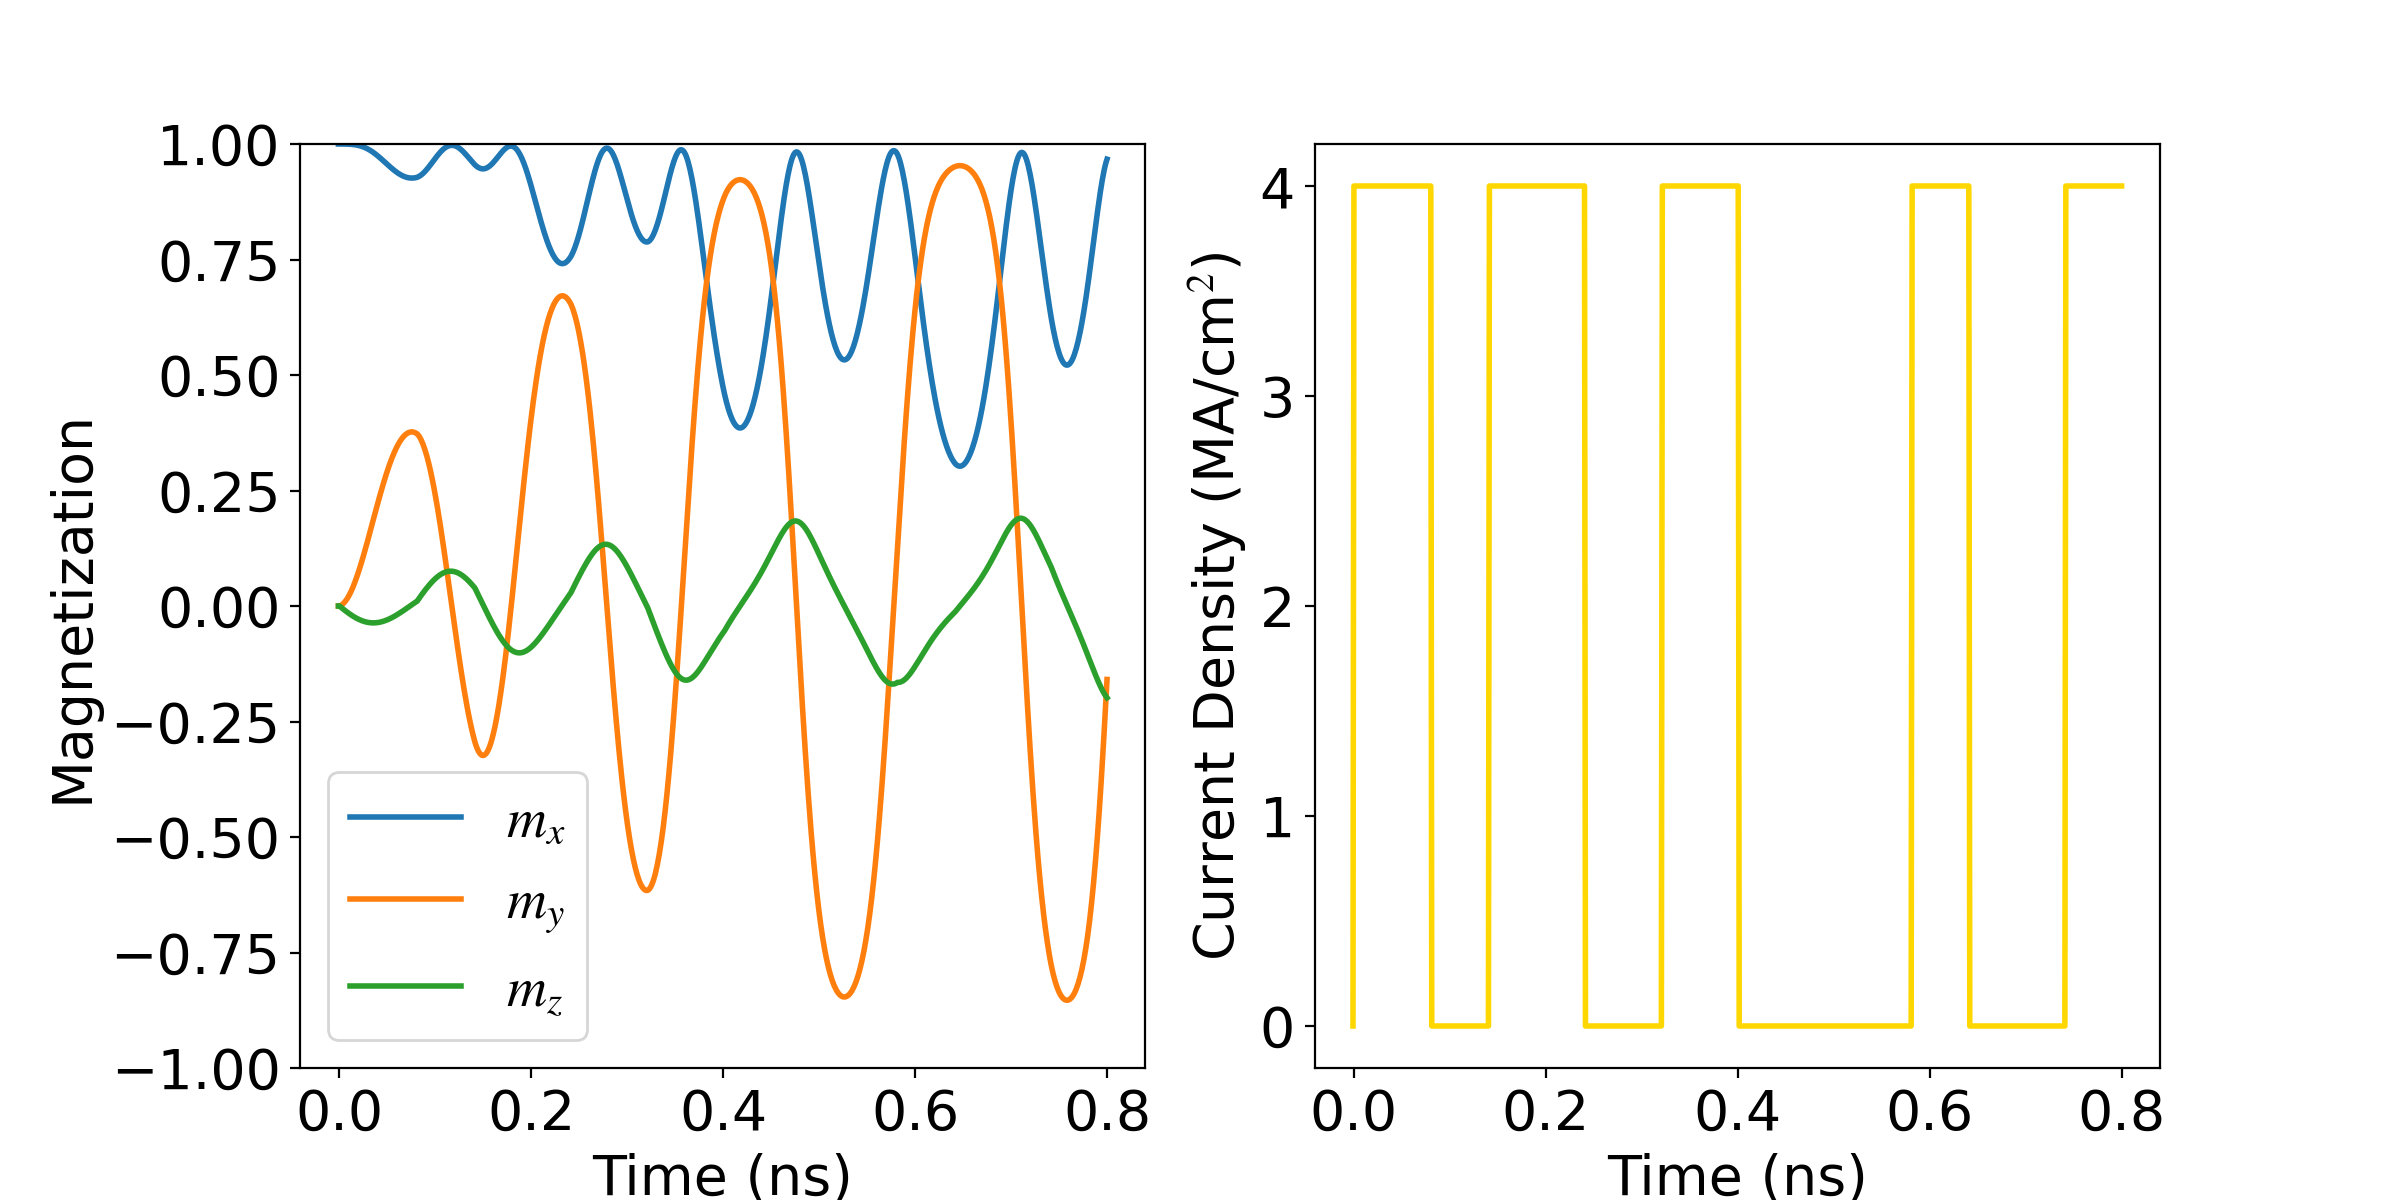 1.00
0.75
0.50
0.25
0.00
−0.25
−0.50
−0.75
−1.00
Magnetization
m_x
m_y
m_z
0.0 0.2 0.4 0.6 0.8
Time (ns)
4
3
2
1
0
Current Density (MA/cm²)
0.0 0.2 0.4 0.6 0.8
Time (ns)